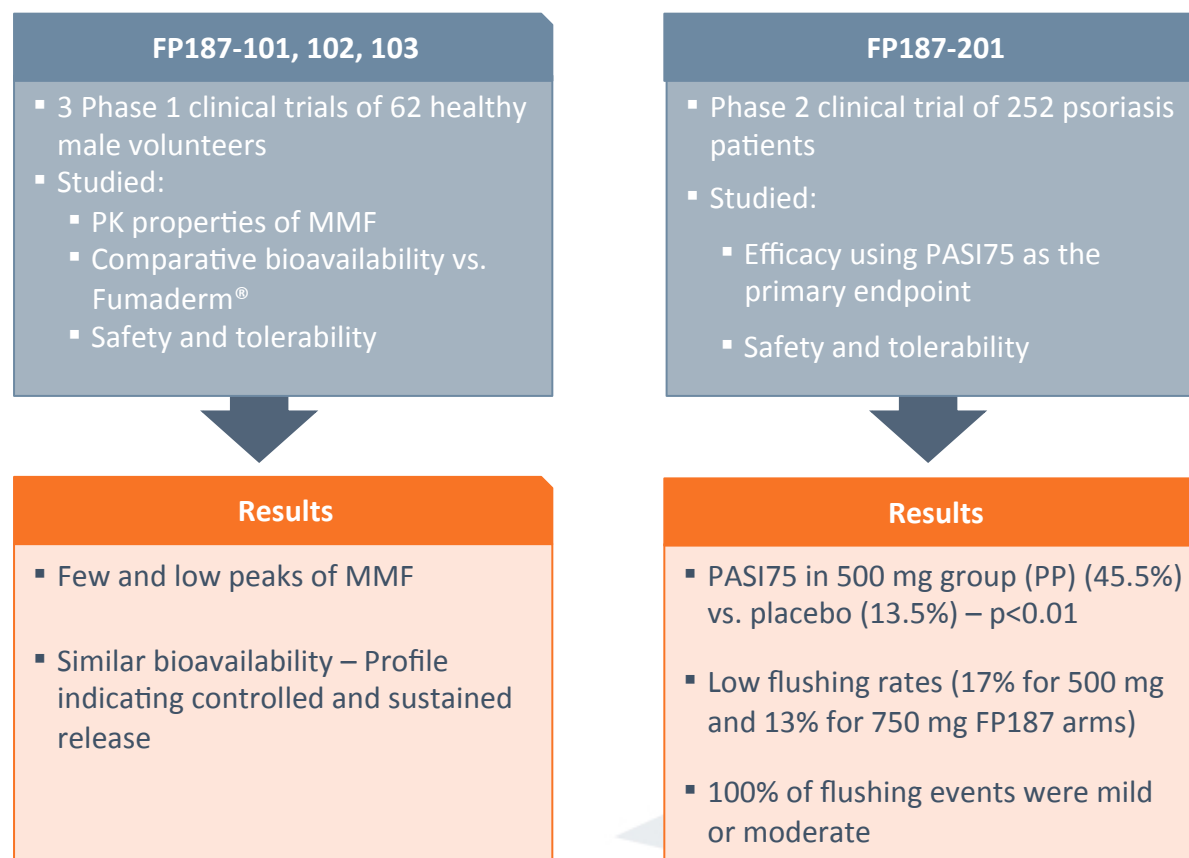 FP187-101, 102, 103
▪ 3 Phase 1 clinical trials of 62 healthy
male volunteers
▪ Studied:
▪ PK properties of MMF
▪ Comparative bioavailability vs.
Fumaderm®
▪ Safety and tolerability
Results
▪ Few and low peaks of MMF
▪ Similar bioavailability – Profile
indicating controlled and sustained
release
FP187-201
▪ Phase 2 clinical trial of 252 psoriasis
patients
▪ Studied:
▪ Efficacy using PASI75 as the
primary endpoint
▪ Safety and tolerability
Results
▪ PASI75 in 500 mg group (PP) (45.5%)
vs. placebo (13.5%) – p<0.01
▪ Low flushing rates (17% for 500 mg
and 13% for 750 mg FP187 arms)
▪ 100% of flushing events were mild
or moderate